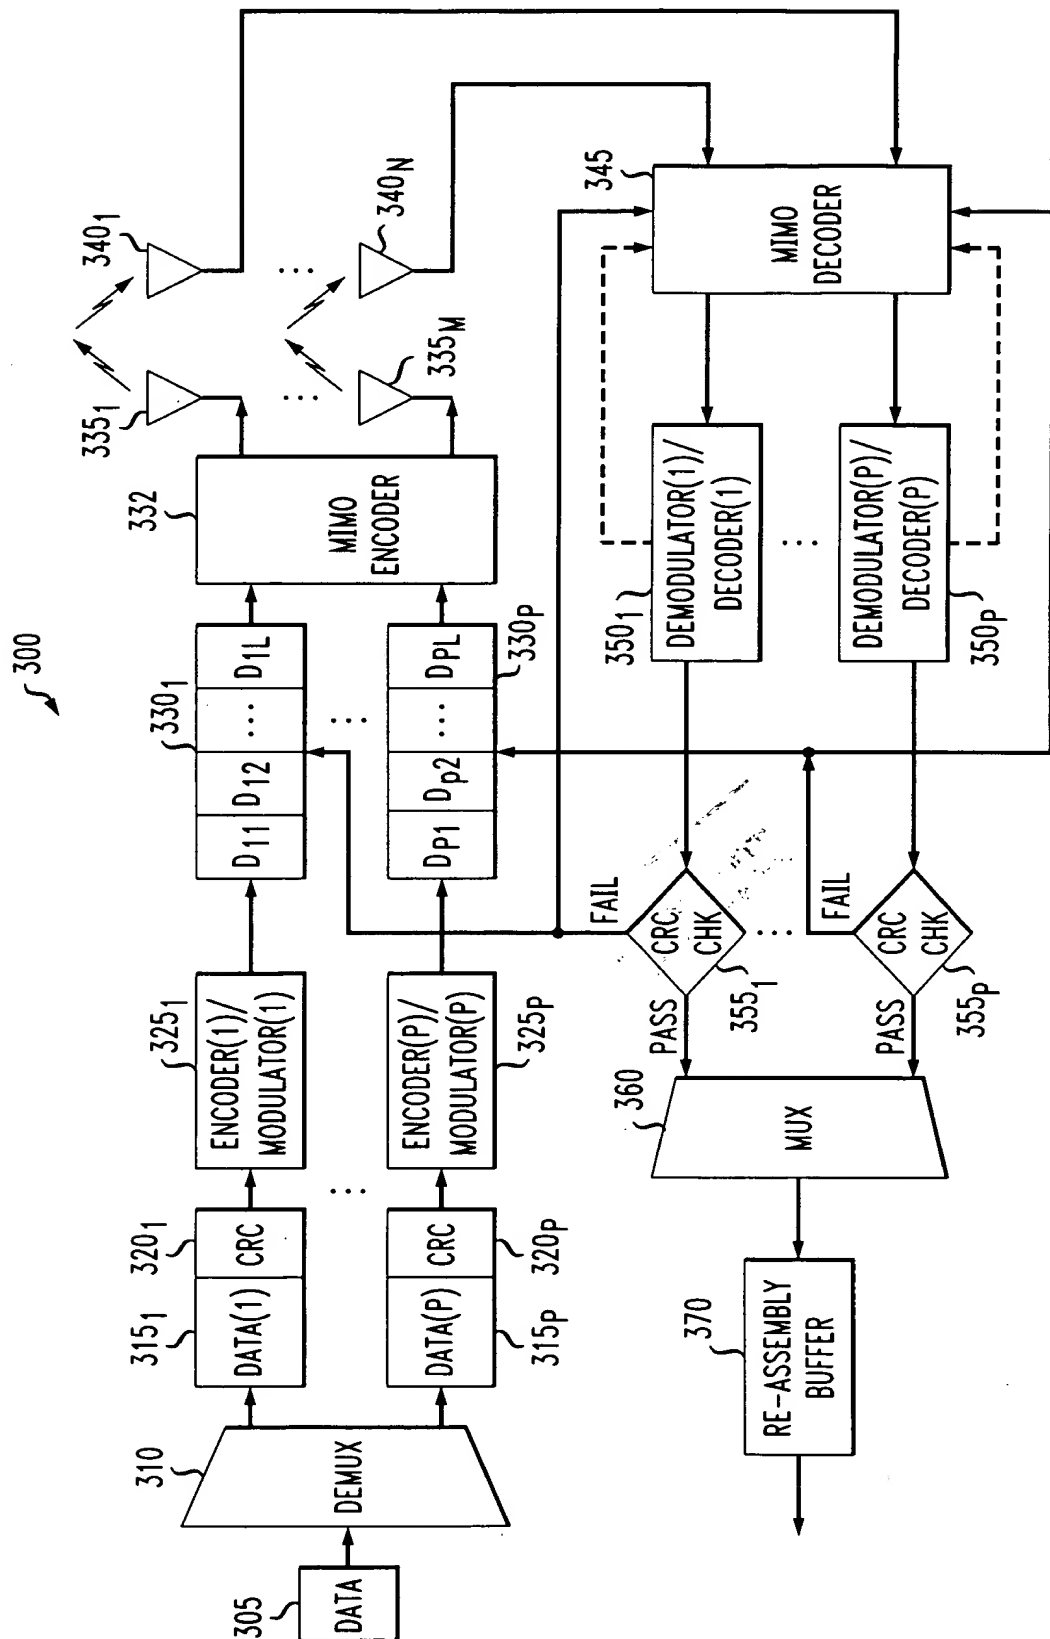 300
305
DATA
310
DEMUX
315₁
DATA(1)
320₁
CRC
325₁
ENCODER(1)/
MODULATOR(1)
330₁
D₁₁
D₁₂
...
D₁L
332
MIMO
ENCODER
335₁
340₁
...
DATA(P)
315P
CRC
320P
ENCODER(P)/
MODULATOR(P)
325P
...
DP1
Dp2
...
DPL
330P
...
335M
...
340N
345
MIMO
DECODER
350₁
DEMODULATOR(1)/
DECODER(1)
...
DEMODULATOR(P)/
DECODER(P)
350P
FAIL
CRC
CHK
355₁
...
FAIL
CRC
CHK
355P
PASS
PASS
360
MUX
370
RE-ASSEMBLY
BUFFER